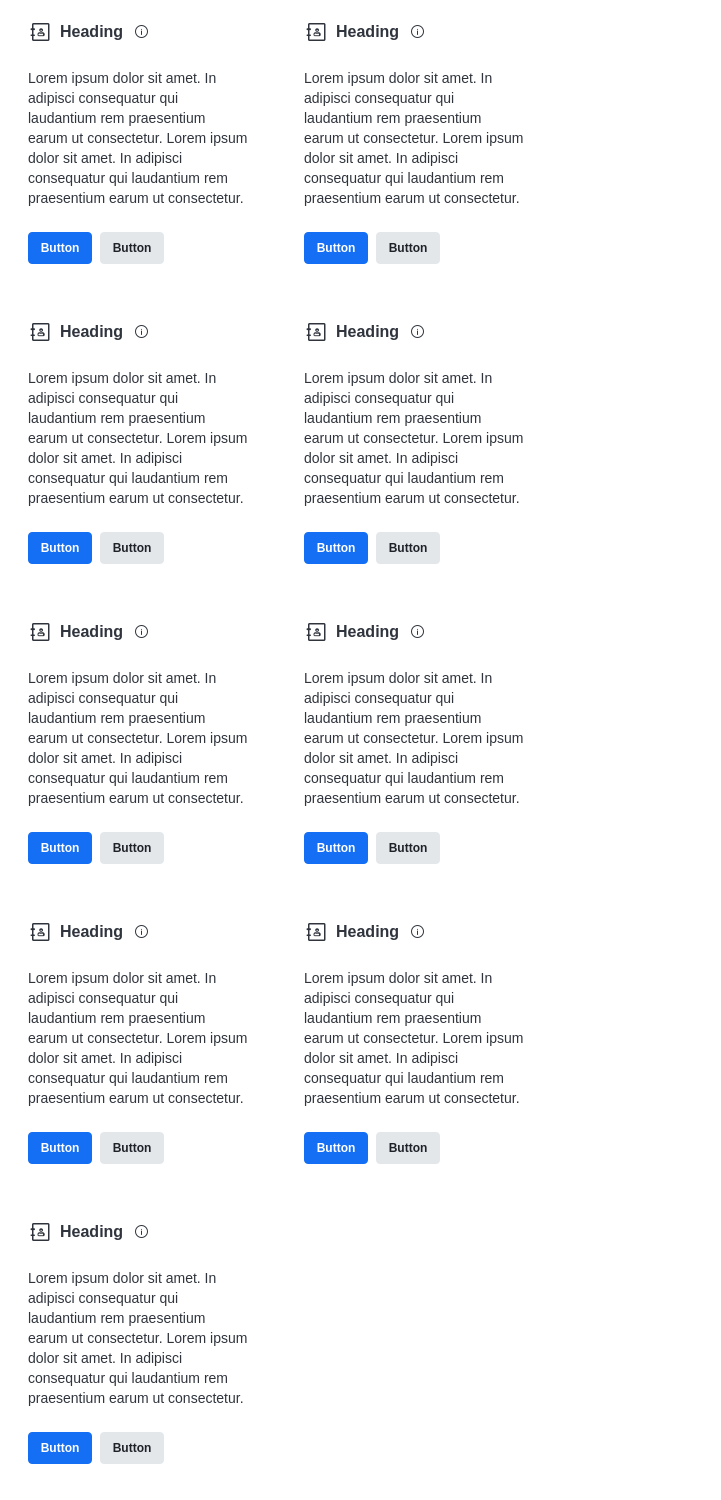 Heading
Lorem ipsum dolor sit amet. In
adipisci consequatur qui
laudantium rem praesentium
earum ut consectetur. Lorem ipsum
dolor sit amet. In adipisci
consequatur qui laudantium rem
praesentium earum ut consectetur.
Button Button
Heading
Lorem ipsum dolor sit amet. In
adipisci consequatur qui
laudantium rem praesentium
earum ut consectetur. Lorem ipsum
dolor sit amet. In adipisci
consequatur qui laudantium rem
praesentium earum ut consectetur.
Button Button
Heading
Lorem ipsum dolor sit amet. In
adipisci consequatur qui
laudantium rem praesentium
earum ut consectetur. Lorem ipsum
dolor sit amet. In adipisci
consequatur qui laudantium rem
praesentium earum ut consectetur.
Button Button
Heading
Lorem ipsum dolor sit amet. In
adipisci consequatur qui
laudantium rem praesentium
earum ut consectetur. Lorem ipsum
dolor sit amet. In adipisci
consequatur qui laudantium rem
praesentium earum ut consectetur.
Button Button
Heading
Lorem ipsum dolor sit amet. In
adipisci consequatur qui
laudantium rem praesentium
earum ut consectetur. Lorem ipsum
dolor sit amet. In adipisci
consequatur qui laudantium rem
praesentium earum ut consectetur.
Button Button
Heading
Lorem ipsum dolor sit amet. In
adipisci consequatur qui
laudantium rem praesentium
earum ut consectetur. Lorem ipsum
dolor sit amet. In adipisci
consequatur qui laudantium rem
praesentium earum ut consectetur.
Button Button
Heading
Lorem ipsum dolor sit amet. In
adipisci consequatur qui
laudantium rem praesentium
earum ut consectetur. Lorem ipsum
dolor sit amet. In adipisci
consequatur qui laudantium rem
praesentium earum ut consectetur.
Button Button
Heading
Lorem ipsum dolor sit amet. In
adipisci consequatur qui
laudantium rem praesentium
earum ut consectetur. Lorem ipsum
dolor sit amet. In adipisci
consequatur qui laudantium rem
praesentium earum ut consectetur.
Button Button
Heading
Lorem ipsum dolor sit amet. In
adipisci consequatur qui
laudantium rem praesentium
earum ut consectetur. Lorem ipsum
dolor sit amet. In adipisci
consequatur qui laudantium rem
praesentium earum ut consectetur.
Button Button